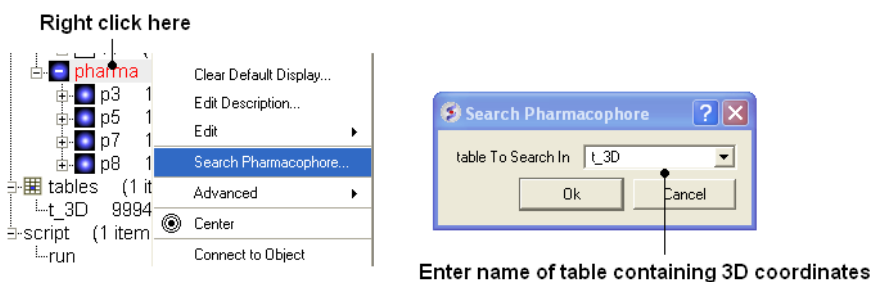 Right click here
pharma
p3 1
p5 1
p7 1
p8 1
tables (1 it
t_3D 9994
script (1 item
run
Clear Default Display...
Edit Description...
Edit
Search Pharmacophore...
Advanced
Center
Connect to Object
Search Pharmacophore
table To Search In t_3D
Ok Cancel
Enter name of table containing 3D coordinates